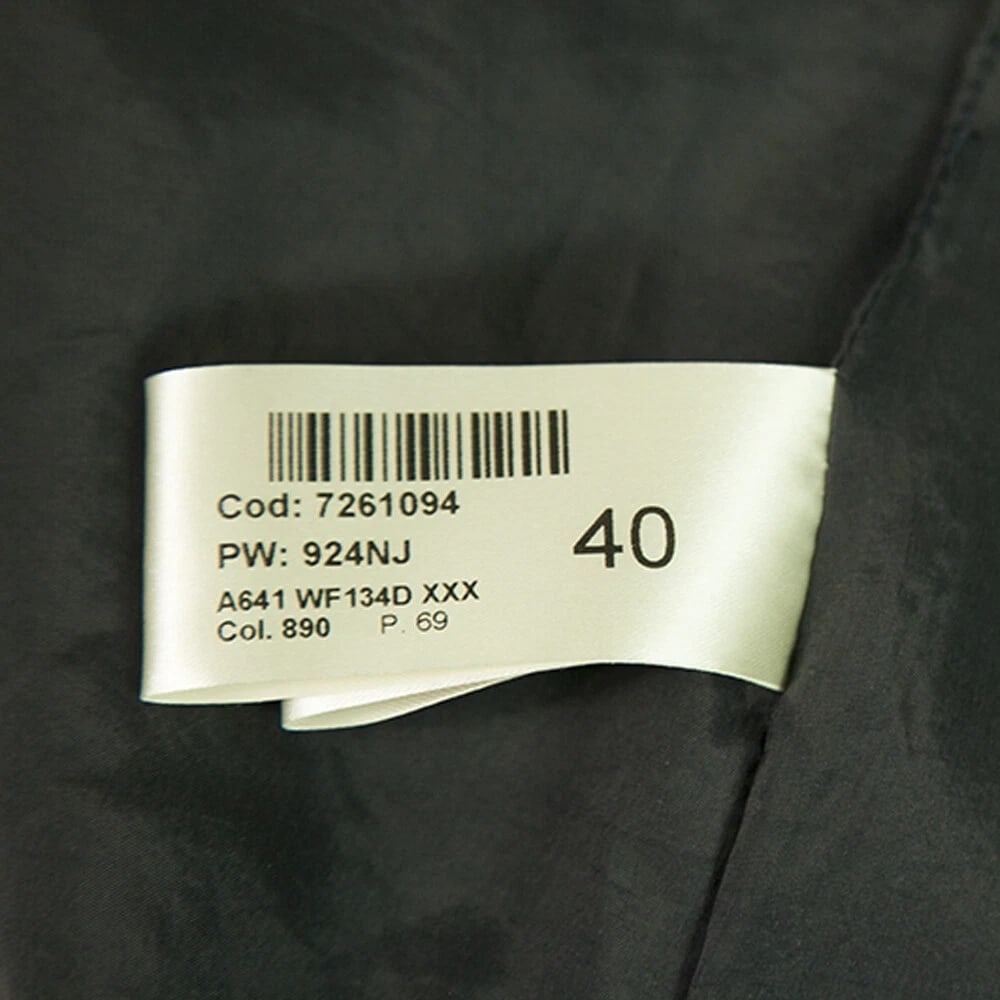 Cod: 7261094
PW: 924NJ
40
A641 WF134D XXX
Col. 890 P. 69